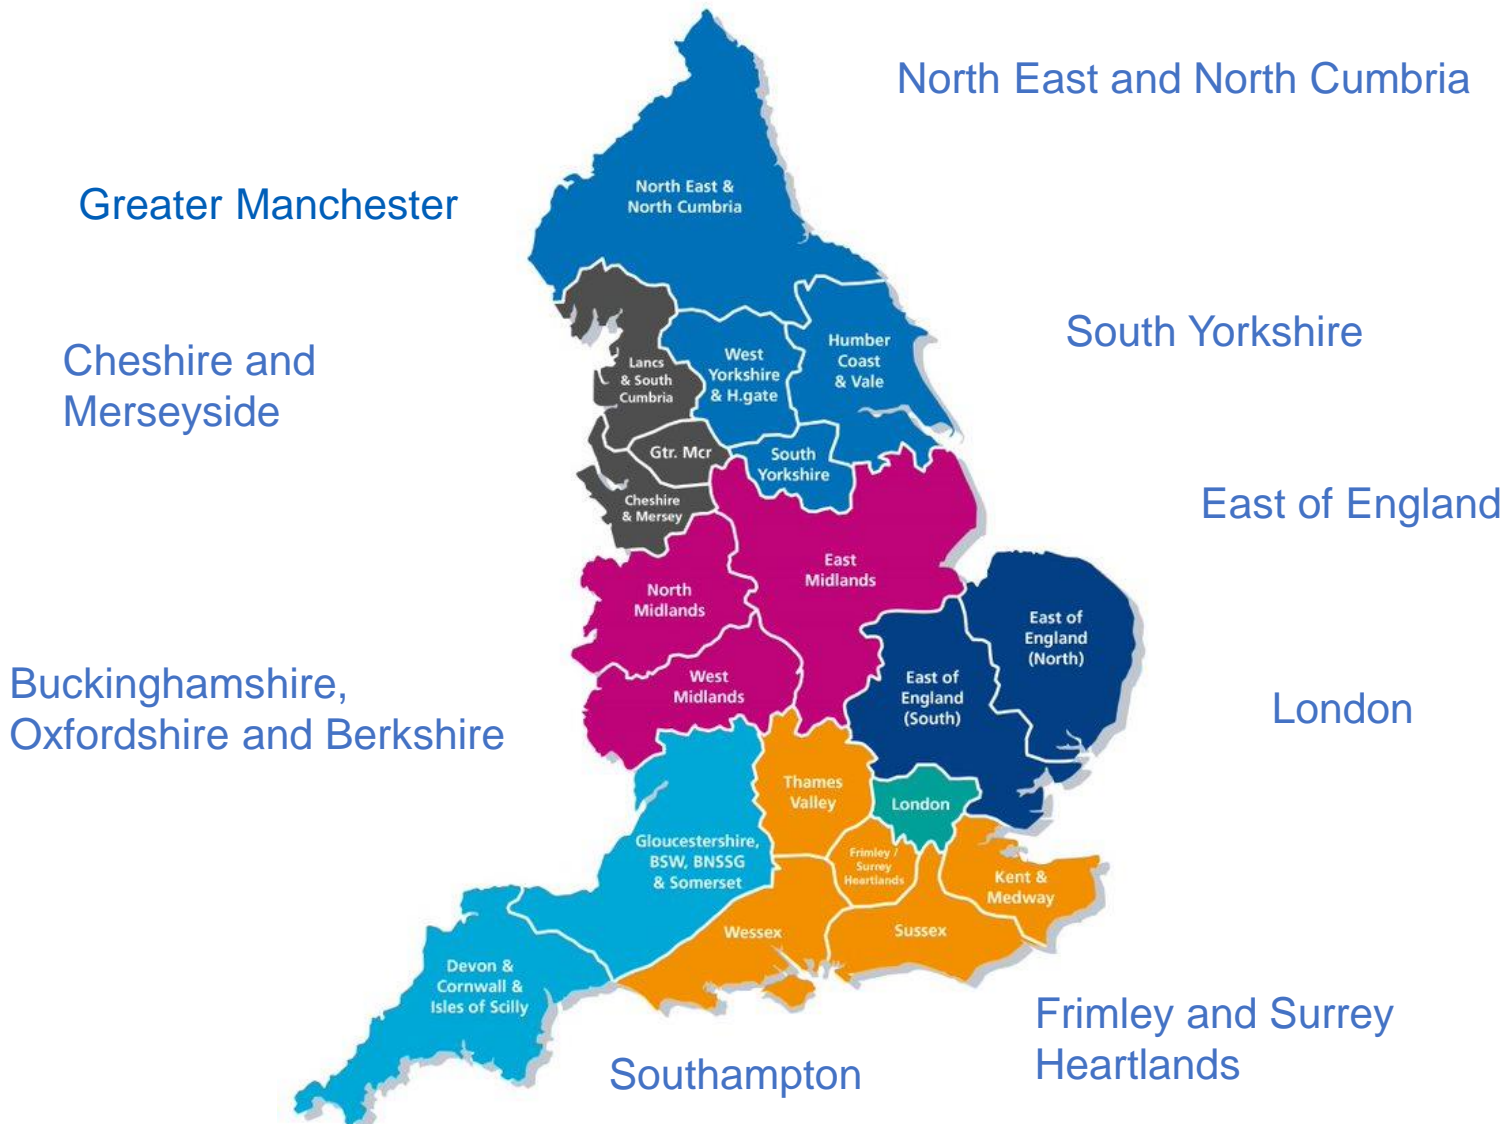 North East and North Cumbria
Greater Manchester
North East &
North Cumbria
South Yorkshire
Cheshire and
Merseyside
Lancs
& South
Cumbria
West
Yorkshire
& H.gate
Humber
Coast
& Vale
Gtr. Mcr
South
Yorkshire
Cheshire
& Mersey
East of England
East
Midlands
North
Midlands
East of
England
(North)
West
Midlands
East of
England
(South)
Buckinghamshire,
Oxfordshire and Berkshire
London
Thames
Valley
London
Gloucestershire,
BSW, BNSSG
& Somerset
Frimley /
Surrey
Heartlands
Kent &
Medway
Wessex
Sussex
Devon &
Cornwall &
Isles of Scilly
Frimley and Surrey
Heartlands
Southampton